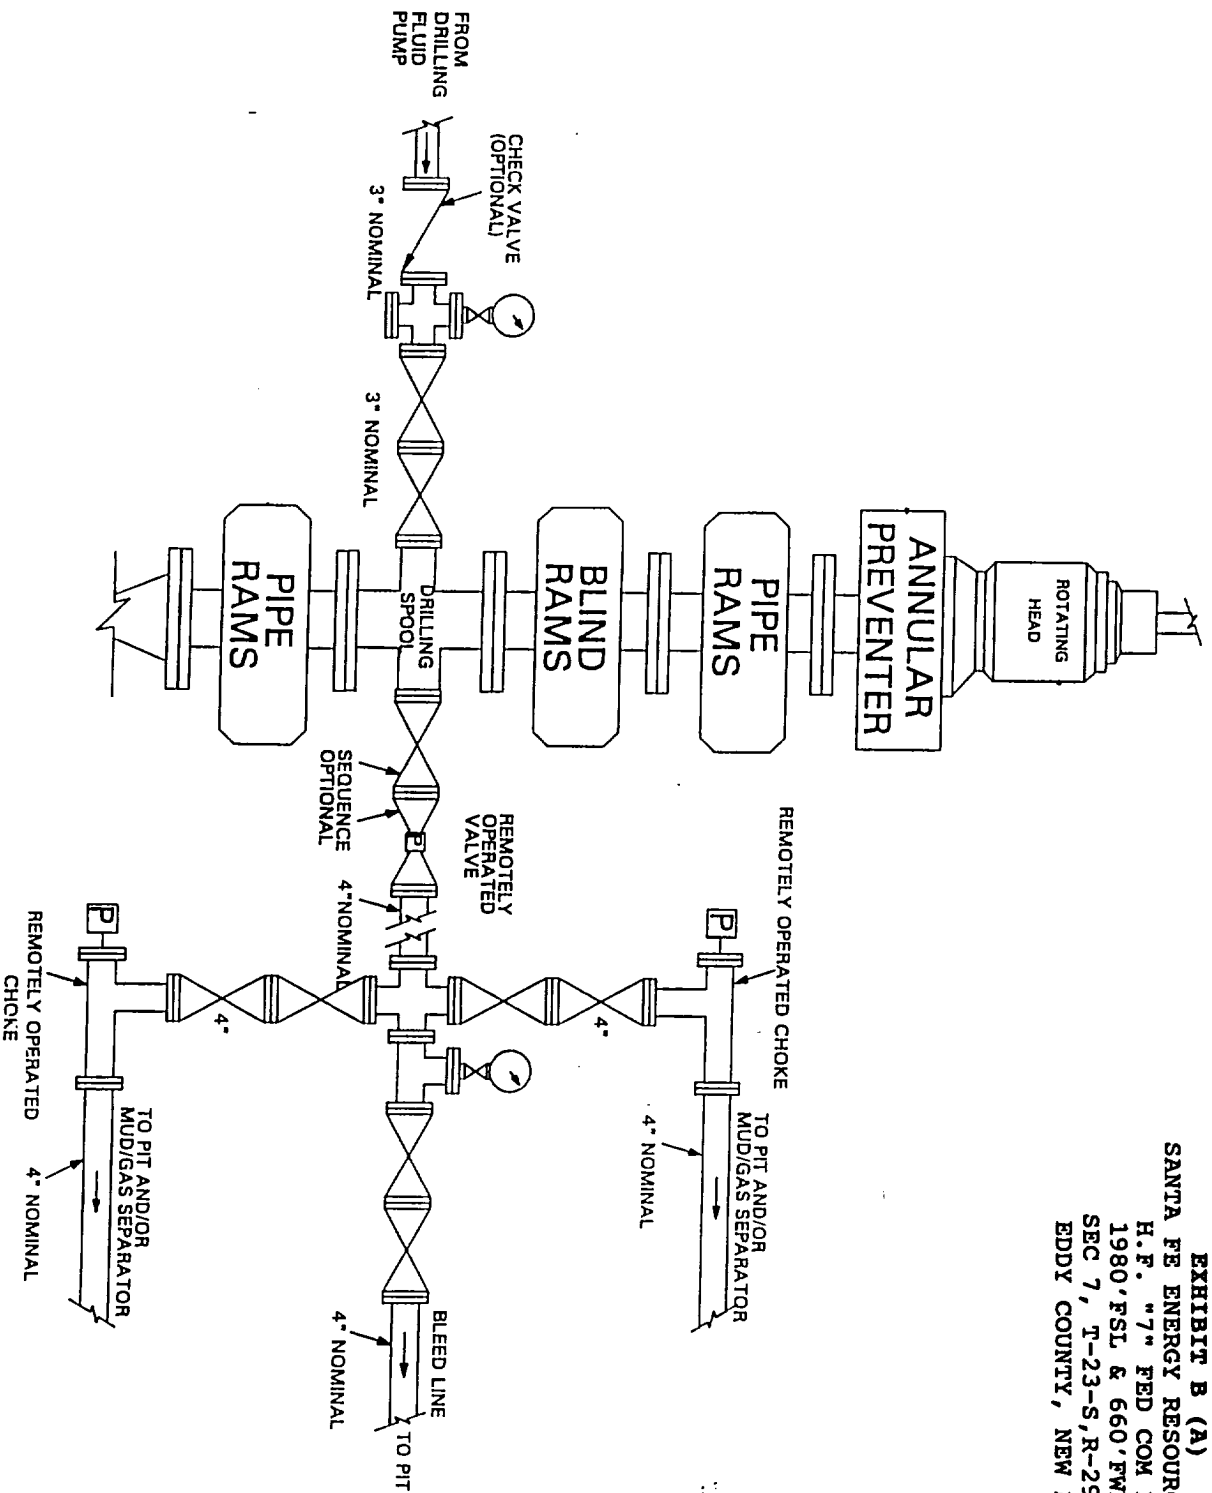 EXHIBIT B (A)
SANTA FE ENERGY
H.F. "7" FED COM
1980'FSL & 660'
SEC 7, T-23-S,
EDDY COUNTY, NEW
ROTATING
HEAD
ANNULAR
PREVENTER
PIPE
RAMS
BLIND
RAMS
DRILLING
SPOOL
PIPE
RAMS
FROM
DRILLING
FLUID
PUMP
CHECK VALVE
(OPTIONAL)
3" NOMINAL
3" NOMINAL
SEQUENCE
OPTIONAL
REMOTELY
OPERATED
VALVE
P
4"NOMINAL
REMOTELY OPERATED CHOKE
P
4"
TO PIT AND/OR
MUD/GAS SEPARATOR
4" NOMINAL
BLEED LINE
TO PIT
4" NOMINAL
P
4"
REMOTELY OPERATED
CHOKE
TO PIT AND/OR
MUD/GAS SEPARATOR
4" NOMINAL